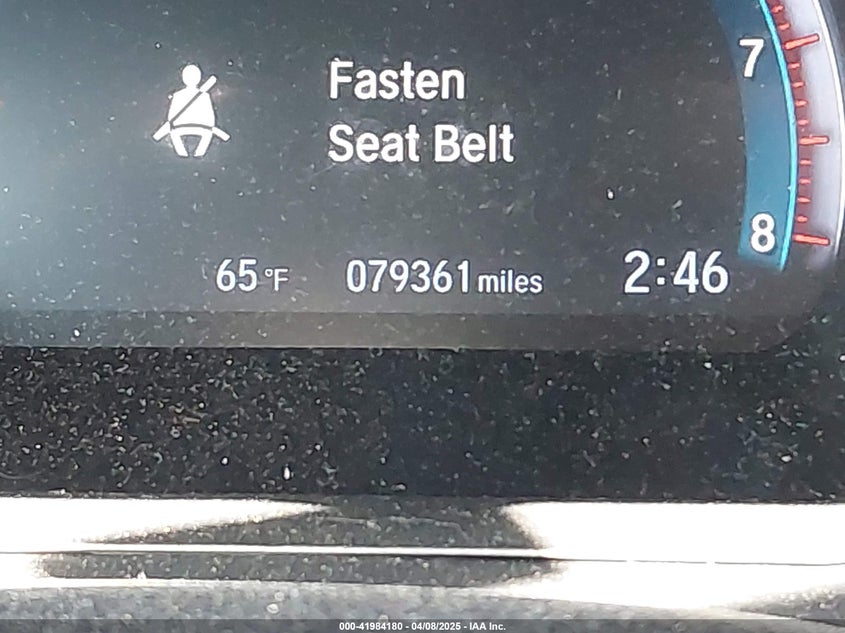 7
Fasten
Seat Belt
8
65°F 079361 miles 2:46
000-41984180 - 04/08/2025 - IAA Inc.